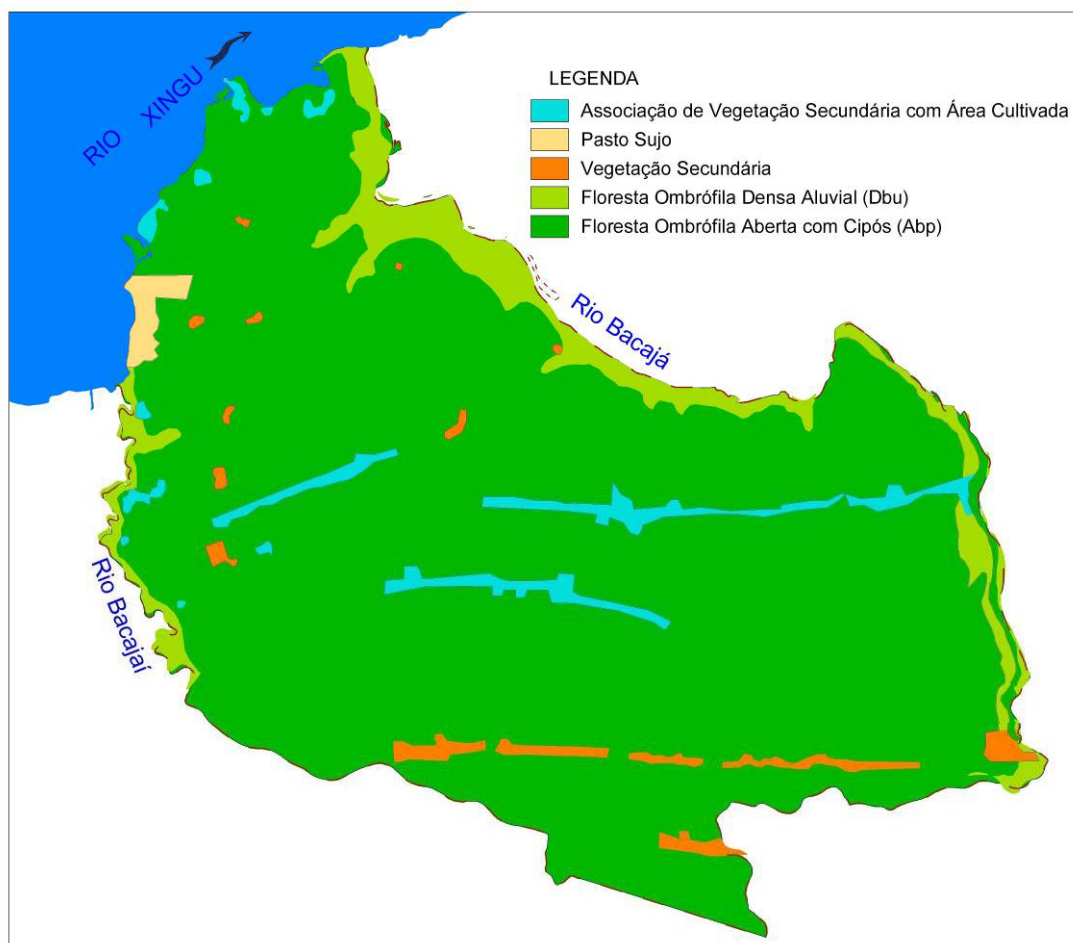 RIO XINGU
LEGENDA
Associação de Vegetação Secundária com Área Cultivada
Pasto Sujo
Vegetação Secundária
Floresta Ombrófila Densa Aluvial (Dbu)
Floresta Ombrófila Aberta com Cipós (Abp)
Rio Bacajá
Rio Bacajaí